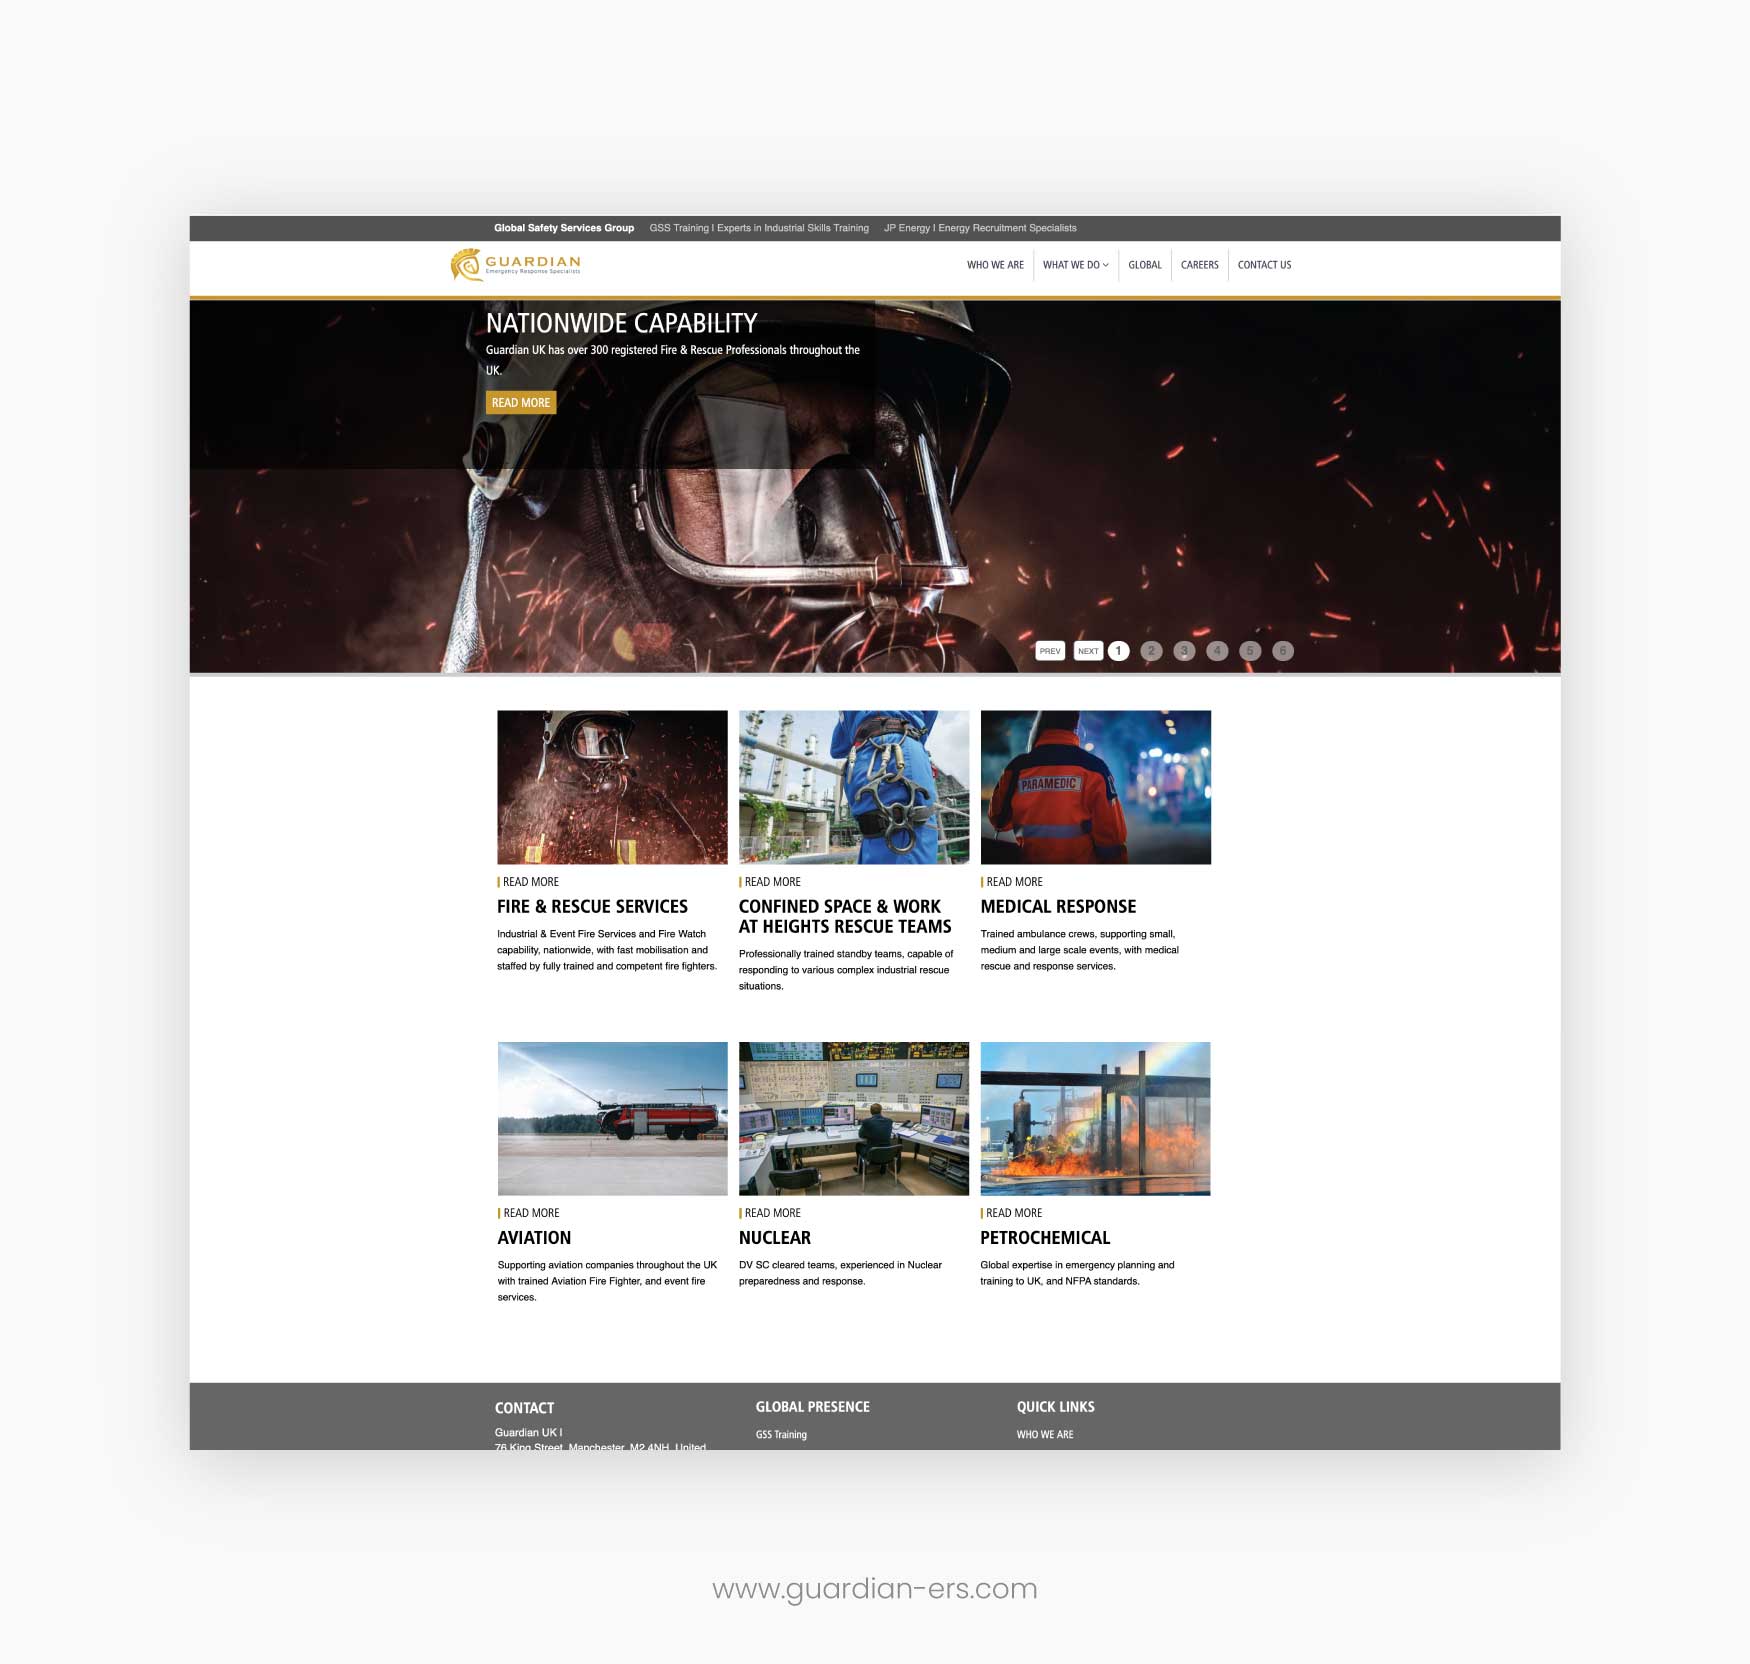 Global Safety Services Group GSS Training I Experts in Industrial Skills Training JP Energy I Energy Recruitment Specialists
GUARDIAN
Emergency Response Specialists
WHO WE ARE WHAT WE DO GLOBAL CAREERS CONTACT US
NATIONWIDE CAPABILITY
Guardian UK has over 300 registered Fire & Rescue Professionals throughout the
UK.
READ MORE
PREV NEXT 1 2 3 4 5 6
PARAMEDIC
READ MORE
FIRE & RESCUE SERVICES
Industrial & Event Fire Services and Fire Watch
capability, nationwide, with fast mobilisation and
staffed by fully trained and competent fire fighters.
READ MORE
CONFINED SPACE & WORK
AT HEIGHTS RESCUE TEAMS
Professionally trained standby teams, capable of
responding to various complex industrial rescue
situations.
READ MORE
MEDICAL RESPONSE
Trained ambulance crews, supporting small,
medium and large scale events, with medical
rescue and response services.
READ MORE
AVIATION
Supporting aviation companies throughout the UK
with trained Aviation Fire Fighter, and event fire
services.
READ MORE
NUCLEAR
DV SC cleared teams, experienced in Nuclear
preparedness and response.
READ MORE
PETROCHEMICAL
Global expertise in emergency planning and
training to UK, and NFPA standards.
CONTACT
Guardian UK I
76 King Street, Manchester, M2 4NH, United
GLOBAL PRESENCE
GSS Training
QUICK LINKS
WHO WE ARE
www.guardian-ers.com